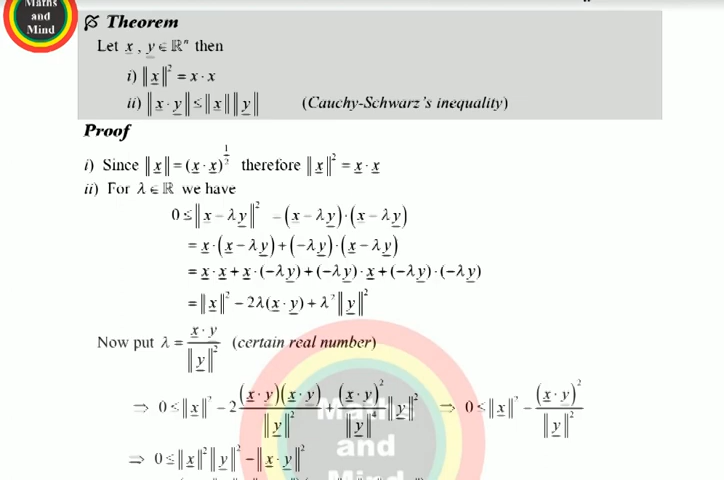 Maths
and
Mind
Theorem
Let x, y ∈ ℝⁿ then
i) ‖x‖² = x · x
ii) ‖x · y‖ ≤ ‖x‖ ‖y‖ (Cauchy-Schwarz's inequality)
Proof
i) Since ‖x‖ = (x · x)^(1/2) therefore ‖x‖² = x · x
ii) For λ ∈ ℝ we have
0 ≤ ‖x − λy‖² = (x − λy) · (x − λy)
= x · (x − λy) + (−λy) · (x − λy)
= x · x + x · (−λy) + (−λy) · x + (−λy) · (−λy)
= ‖x‖² − 2λ(x · y) + λ²‖y‖²
Now put λ = (x · y)/‖y‖² (certain real number)
⇒ 0 ≤ ‖x‖² − 2 (x · y)(x · y)/‖y‖² + (x · y)²/‖y‖⁴ ‖y‖² ⇒ 0 ≤ ‖x‖² − (x · y)²/‖y‖²
⇒ 0 ≤ ‖x‖² ‖y‖² − ‖x · y‖²
Maths
and
Mind